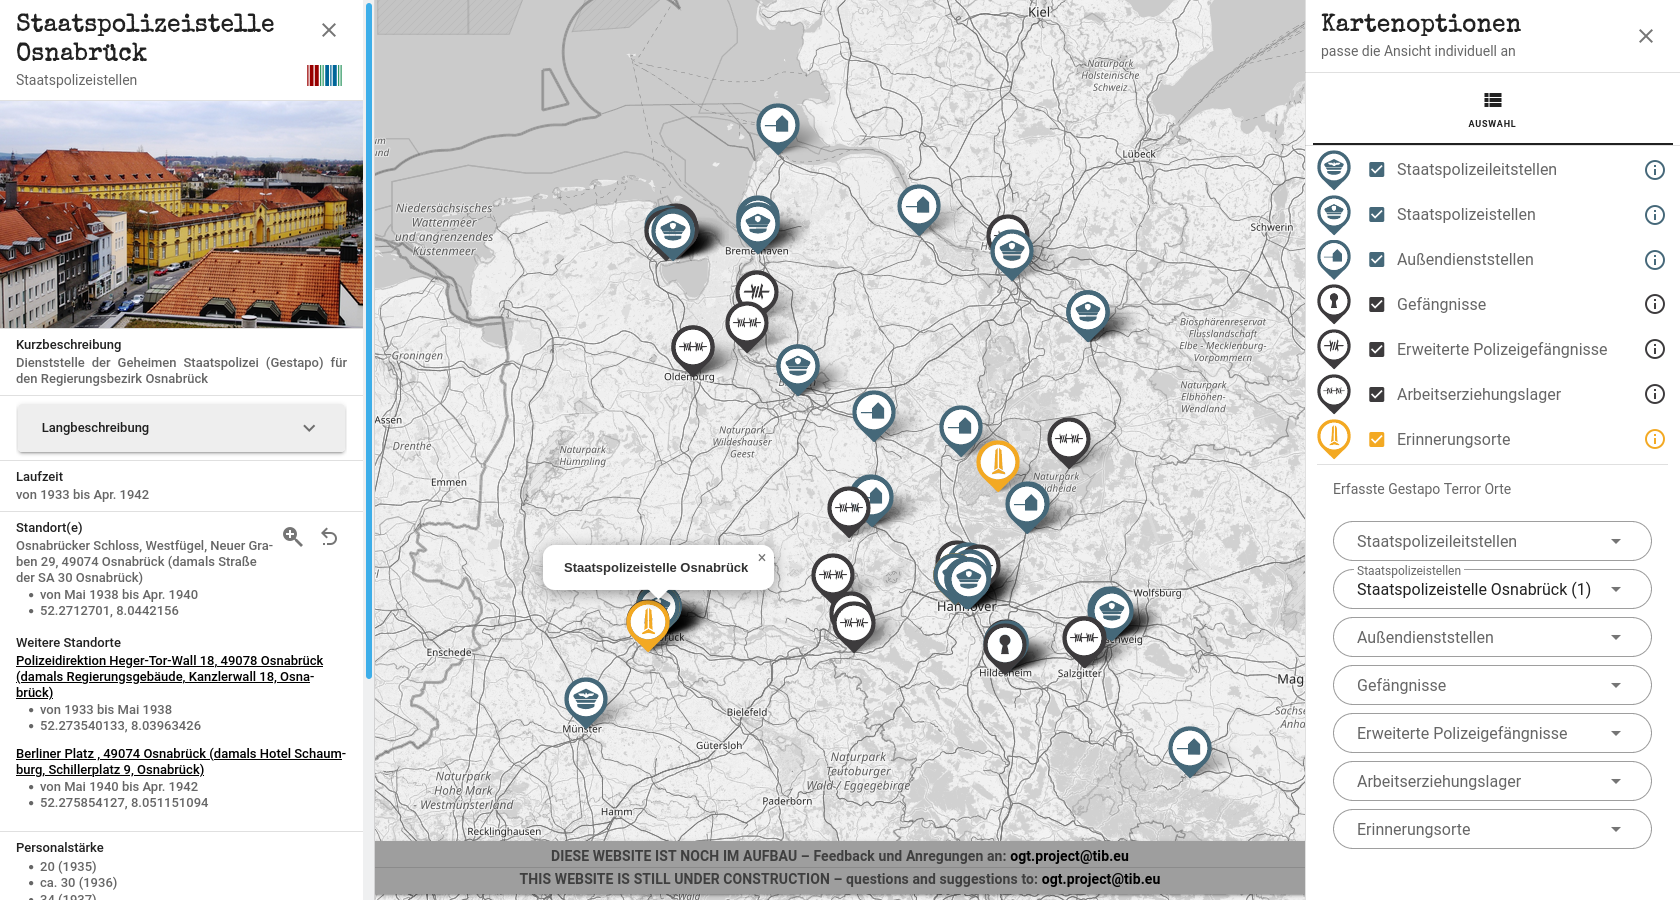 Staatspolizeistelle
Osnabrück
Staatspolizeistellen
Kurzbeschreibung
Dienststelle der Geheimen Staatspolizei (Gestapo) für
den Regierungsbezirk Osnabrück
Langbeschreibung
Laufzeit
von 1933 bis Apr. 1942
Standort(e)
Osnabrücker Schloss, Westfügel, Neuer Gra-
ben 29, 49074 Osnabrück (damals Straße
der SA 30 Osnabrück)
von Mai 1938 bis Apr. 1940
52.2712701, 8.0442156
Weitere Standorte
Polizeidirektion Heger-Tor-Wall 18, 49078 Osnabrück
(damals Regierungsgebäude, Kanzlerwall 18, Osna-
brück)
von 1933 bis Mai 1938
52.273540133, 8.03963426
Berliner Platz , 49074 Osnabrück (damals Hotel Schaum-
burg, Schillerplatz 9, Osnabrück)
von Mai 1940 bis Apr. 1942
52.275854127, 8.051151094
Personalstärke
20 (1935)
ca. 30 (1936)
34 (1937)
Kiel
Naturpark
Holsteinische
Schweiz
Lübeck
Niedersächsisches
Wattenmeer
und angrenzendes
Küstenmeer
Schwerin
Bremerhaven
Biosphärenreservat
Flusslandschaft
Elbe - Mecklenburg-
Vorpommern
Groningen
Oldenburg
Naturpark
Elbhöhen-
Wendland
Assen
Drenthe
Naturpark
Wildeshauser
Geest
Naturpark
Hümmling
Naturpark
Emmen
Staatspolizeistelle Osnabrück
×
Hannover
Wolfsburg
Enschede
Hildesheim
Salzgitter
Mag
Münster
Bielefeld
Gütersloh
Naturpark
Teutoburger
Wald / Eggegebirge
Naturpark
Hohe Mark
- Westmünsterland
Paderborn
Hamm
Recklinghausen
DIESE WEBSITE IST NOCH IM AUFBAU – Feedback und Anregungen an: ogt.project@tib.eu
THIS WEBSITE IS STILL UNDER CONSTRUCTION – questions and suggestions to: ogt.project@tib.eu
Kartenoptionen
passe die Ansicht individuell an
AUSWAHL
Staatspolizeileitstellen
Staatspolizeistellen
Außendienststellen
Gefängnisse
Erweiterte Polizeigefängnisse
Arbeitserziehungslager
Erinnerungsorte
Erfasste Gestapo Terror Orte
Staatspolizeileitstellen
Staatspolizeistellen
Staatspolizeistelle Osnabrück (1)
Außendienststellen
Gefängnisse
Erweiterte Polizeigefängnisse
Arbeitserziehungslager
Erinnerungsorte